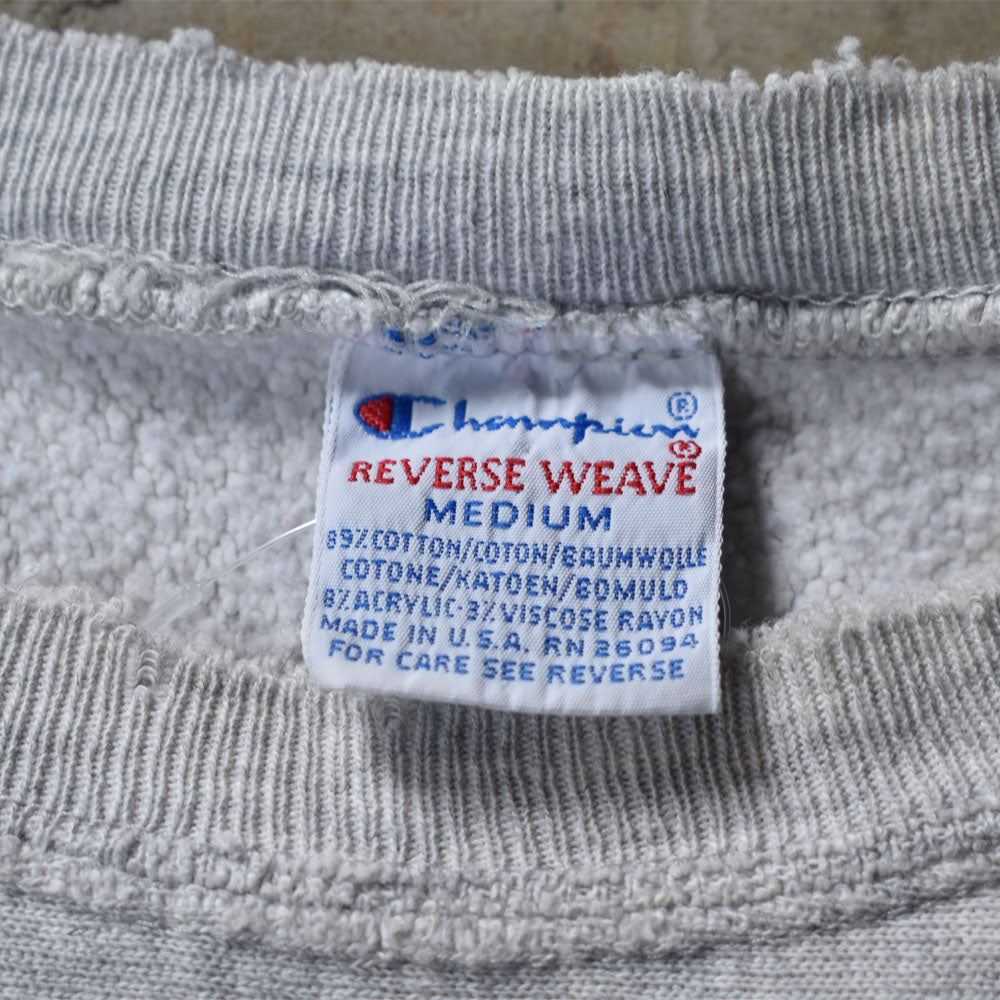 Champion®
REVERSE WEAVE®
MEDIUM
89% COTTON/COTON/BAUMWOLLE
COTONE/KATOEN/BOMULD
8% ACRYLIC-3% VISCOSE RAYON
MADE IN U.S.A. RN 36094
FOR CARE SEE REVERSE